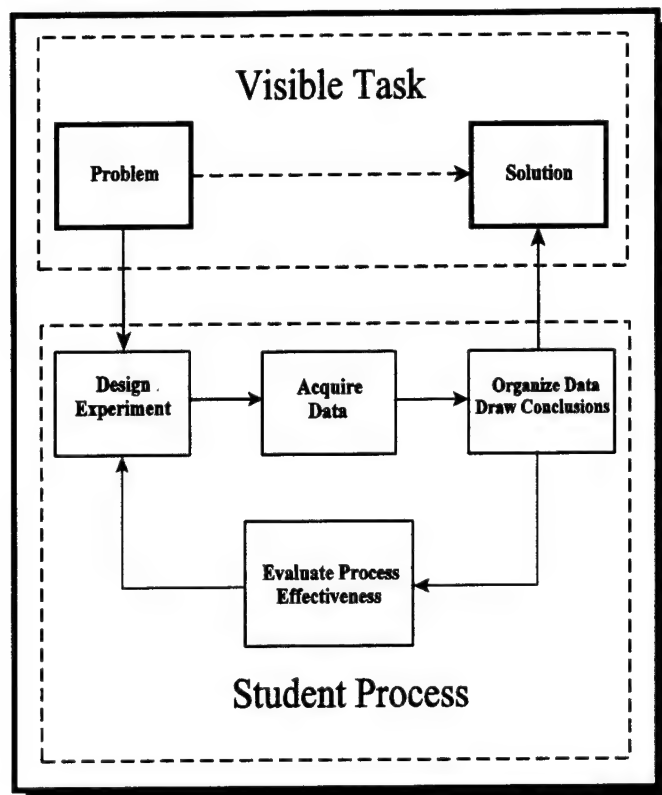 Visible Task
Problem
Solution
Design
Experiment
Acquire
Data
Organize Data
Draw Conclusions
Evaluate Process
Effectiveness
Student Process